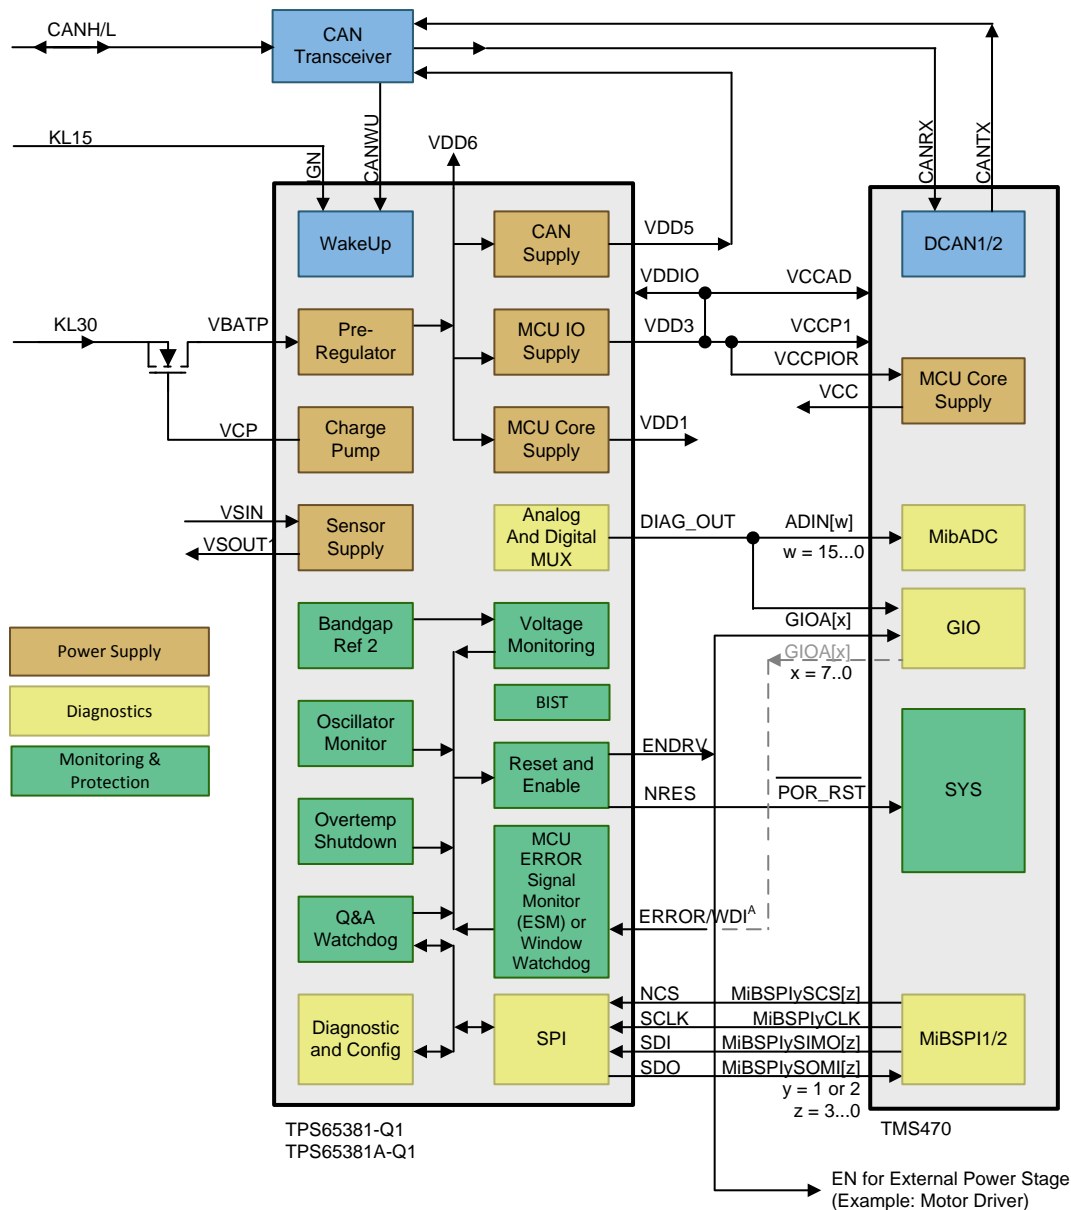 CANH/L
CAN
Transceiver
KL15
IGN
CANWU
VDD6
CANRX
CANTX
WakeUp
CAN
Supply
VDD5
DCAN1/2
VDDIO
VCCAD
KL30
VBATP
Pre-
Regulator
MCU IO
Supply
VDD3
VCCP1
VCCPIOR
VCC
MCU Core
Supply
VCP
Charge
Pump
MCU Core
Supply
VDD1
VSIN
VSOUT1
Sensor
Supply
Analog
And Digital
MUX
DIAG_OUT
ADIN[w]
w = 15...0
MibADC
Bandgap
Ref 2
Voltage
Monitoring
GIOA[x]
GIOA[x]
x = 7..0
GIO
Power Supply
Diagnostics
Monitoring &
Protection
BIST
Oscillator
Monitor
Reset and
Enable
ENDRV
NRES
POR_RST
SYS
Overtemp
Shutdown
MCU
ERROR
Signal
Monitor
(ESM) or
Window
Watchdog
Q&A
Watchdog
ERROR/WDIᴬ
Diagnostic
and Config
SPI
NCS
MiBSPIySCS[z]
SCLK
MiBSPIyCLK
SDI
MiBSPIySIMO[z]
SDO
MiBSPIySOMI[z]
y = 1 or 2
z = 3...0
MiBSPI1/2
TPS65381-Q1
TPS65381A-Q1
TMS470
EN for External Power Stage
(Example: Motor Driver)